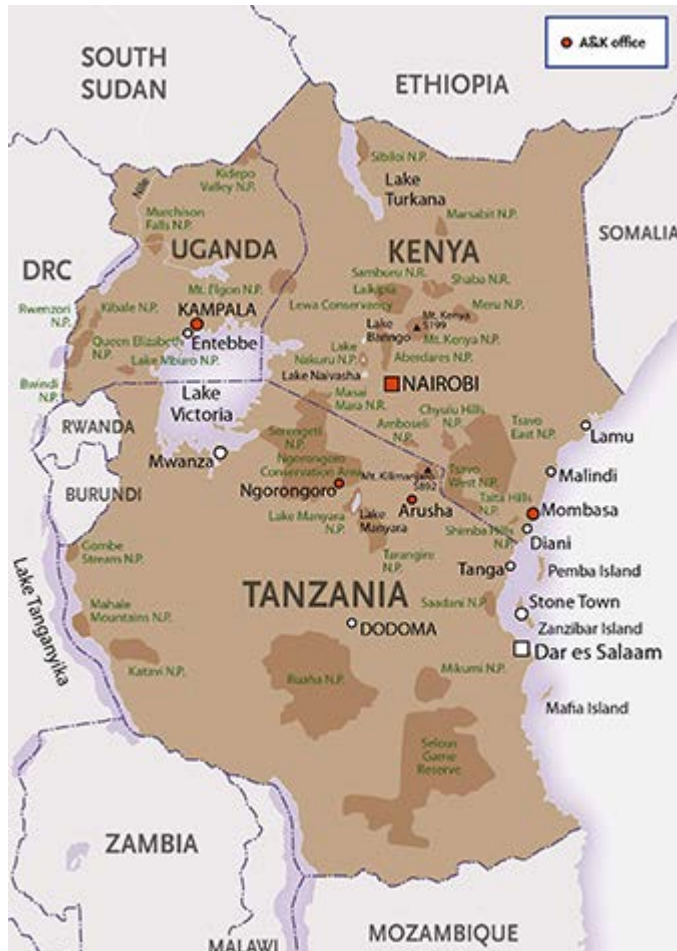 A&K office
SOUTH
SUDAN
ETHIOPIA
Kidepo
Valley N.P.
Sibiloi N.P.
Lake
Turkana
Nile
Murchison
Falls N.P.
Marsabit N.P.
SOMALIA
UGANDA
KENYA
DRC
Mt. Elgon N.P.
Samburu N.R.
Laikipia
Shaba N.R.
Lewa Conservancy
Meru N.P.
Rwenzori
N.P.
Kibale N.P.
KAMPALA
Mt. Kenya
5199
Lake
Baringo
Queen Elizabeth
N.P.
Entebbe
Mt. Kenya N.P.
Lake Mburo N.P.
Lake
Nakuru N.P.
Aberdares N.P.
Lake Naivasha
NAIROBI
Bwindi
N.P.
Lake
Victoria
Masai
Mara N.R.
Chyulu Hills
N.P.
Amboseli
N.P.
Tsavo
East N.P.
RWANDA
Serengeti
N.P.
Lamu
Mwanza
Ngorongoro
Conservation Area
Mt. Kilimanjaro
5892
Tsavo
West N.P.
Malindi
BURUNDI
Ngorongoro
Taita Hills
N.P.
Arusha
Mombasa
Lake Manyara
N.P.
Lake
Manyara
Shimba Hills
N.P.
Diani
Gombe
Stream N.P.
Tarangire
N.P.
Tanga
Pemba Island
Lake Tanganyika
TANZANIA
Saadani N.P.
Stone Town
Mahale
Mountains N.P.
DODOMA
Zanzibar Island
Dar es Salaam
Katavi N.P.
Ruaha N.P.
Mikumi N.P.
Mafia Island
Selous
Game
Reserve
ZAMBIA
MALAWI
MOZAMBIQUE